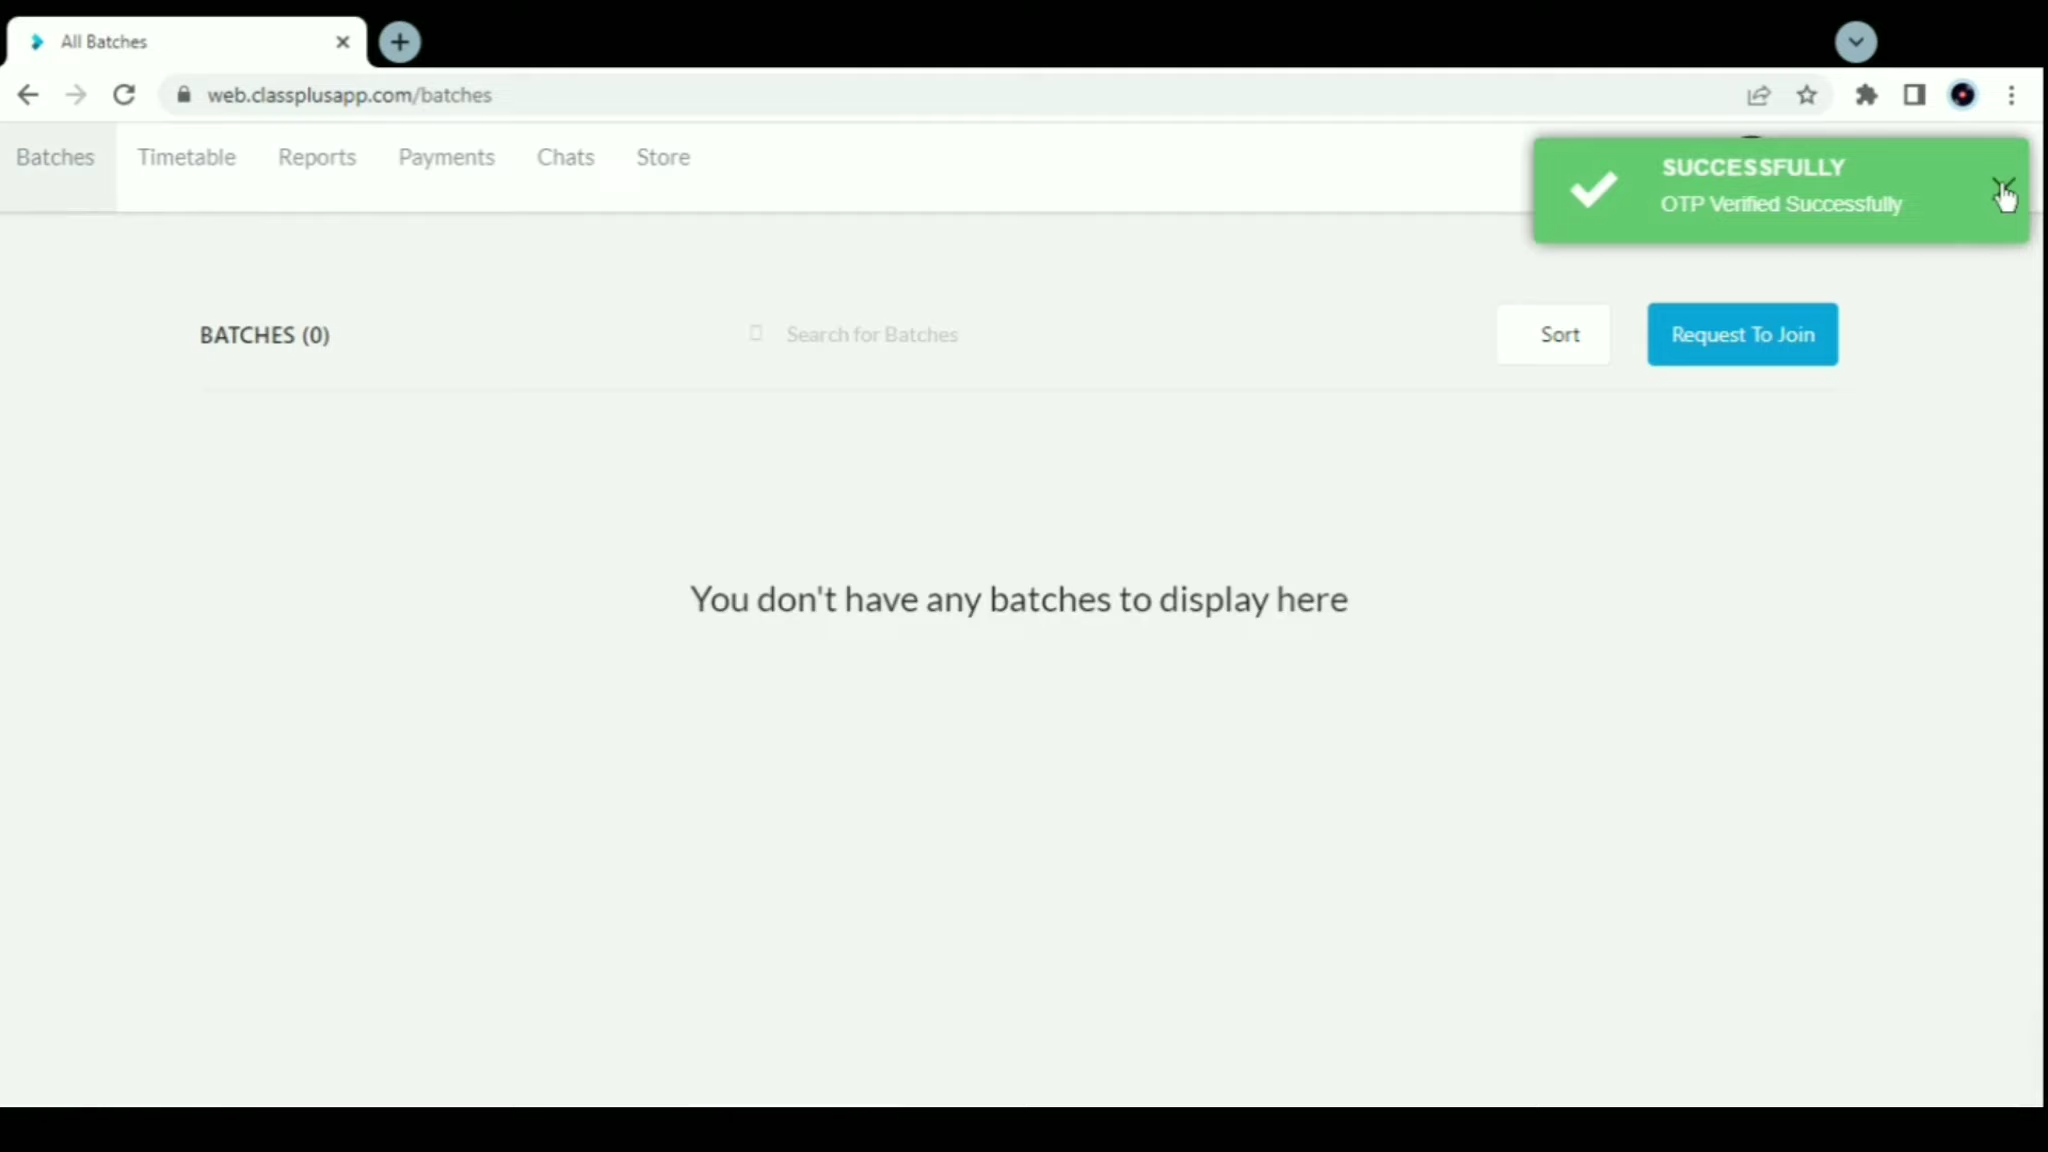 All Batches
web.classplusapp.com/batches
Batches Timetable Reports Payments Chats Store
SUCCESSFULLY
OTP Verified Successfully
BATCHES (0) Search for Batches Sort Request To Join
You don't have any batches to display here